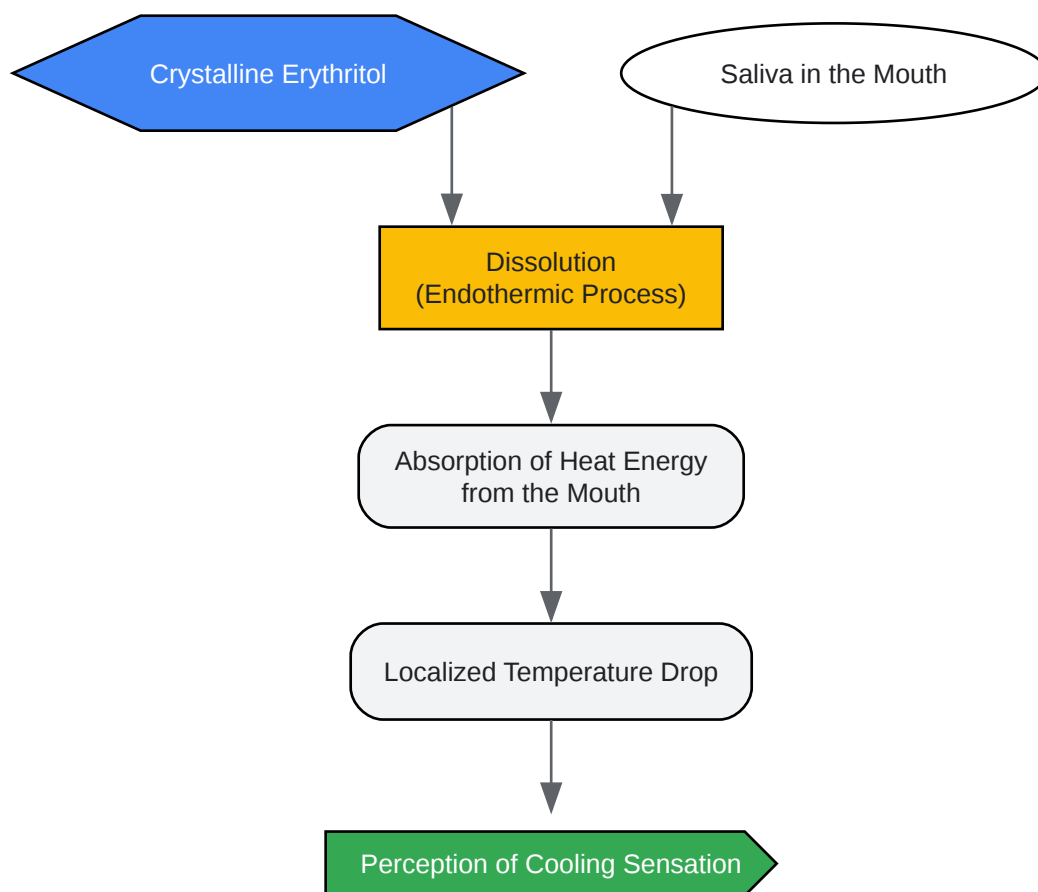 Crystalline Erythritol
Saliva in the Mouth
Dissolution
(Endothermic Process)
Absorption of Heat Energy
from the Mouth
Localized Temperature Drop
Perception of Cooling Sensation